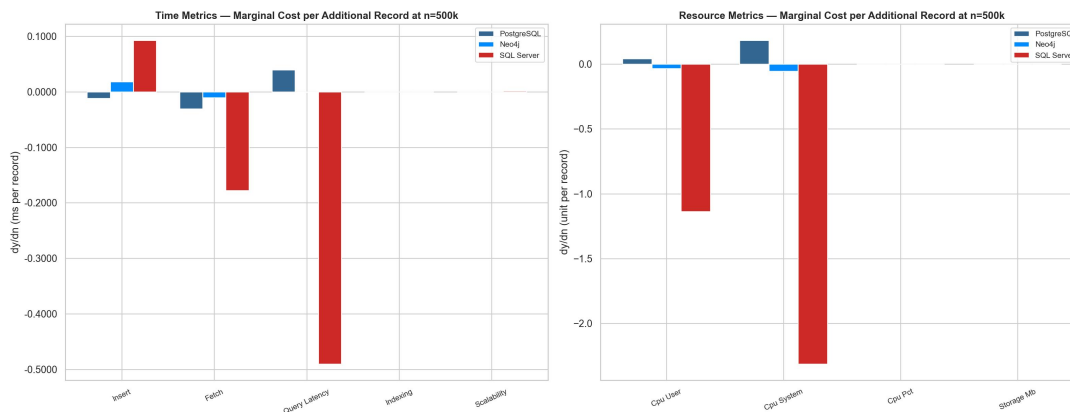 Time Metrics — Marginal Cost per Additional Record at n=500k
PostgreSQL
Neo4j
SQL Server
0.1000
0.0000
-0.1000
-0.2000
-0.3000
-0.4000
-0.5000
dy/dn (ms per record)
Insert
Fetch
Query Latency
Indexing
Scalability
Resource Metrics — Marginal Cost per Additional Record at n=500k
PostgreSQ
Neo4j
SQL Serve
0.0
−0.5
−1.0
−1.5
−2.0
dy/dn (unit per record)
Cpu User
Cpu System
Cpu Pct
Storage Mb